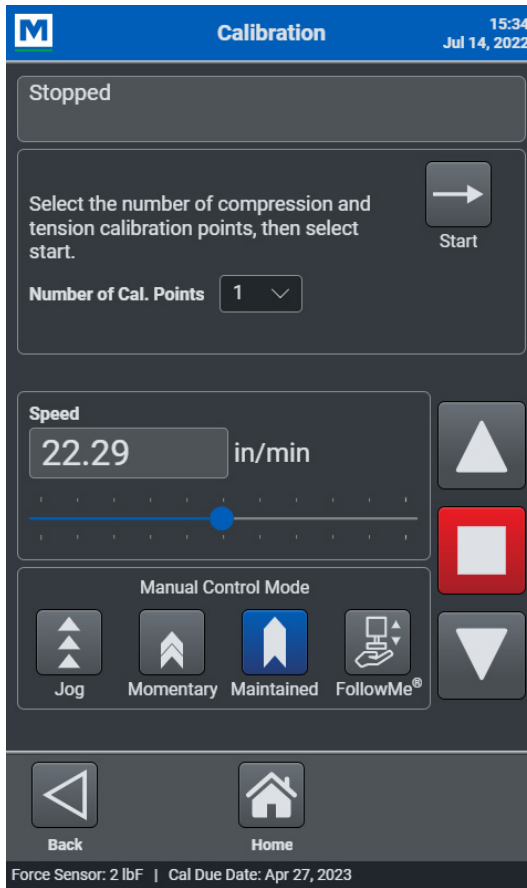 M
Calibration
15:34
Jul 14, 2022
Stopped
Select the number of compression and
tension calibration points, then select
start.
Start
Number of Cal. Points 1
Speed
22.29 in/min
Manual Control Mode
Jog Momentary Maintained FollowMe®
Back Home
Force Sensor: 2 lbF | Cal Due Date: Apr 27, 2023